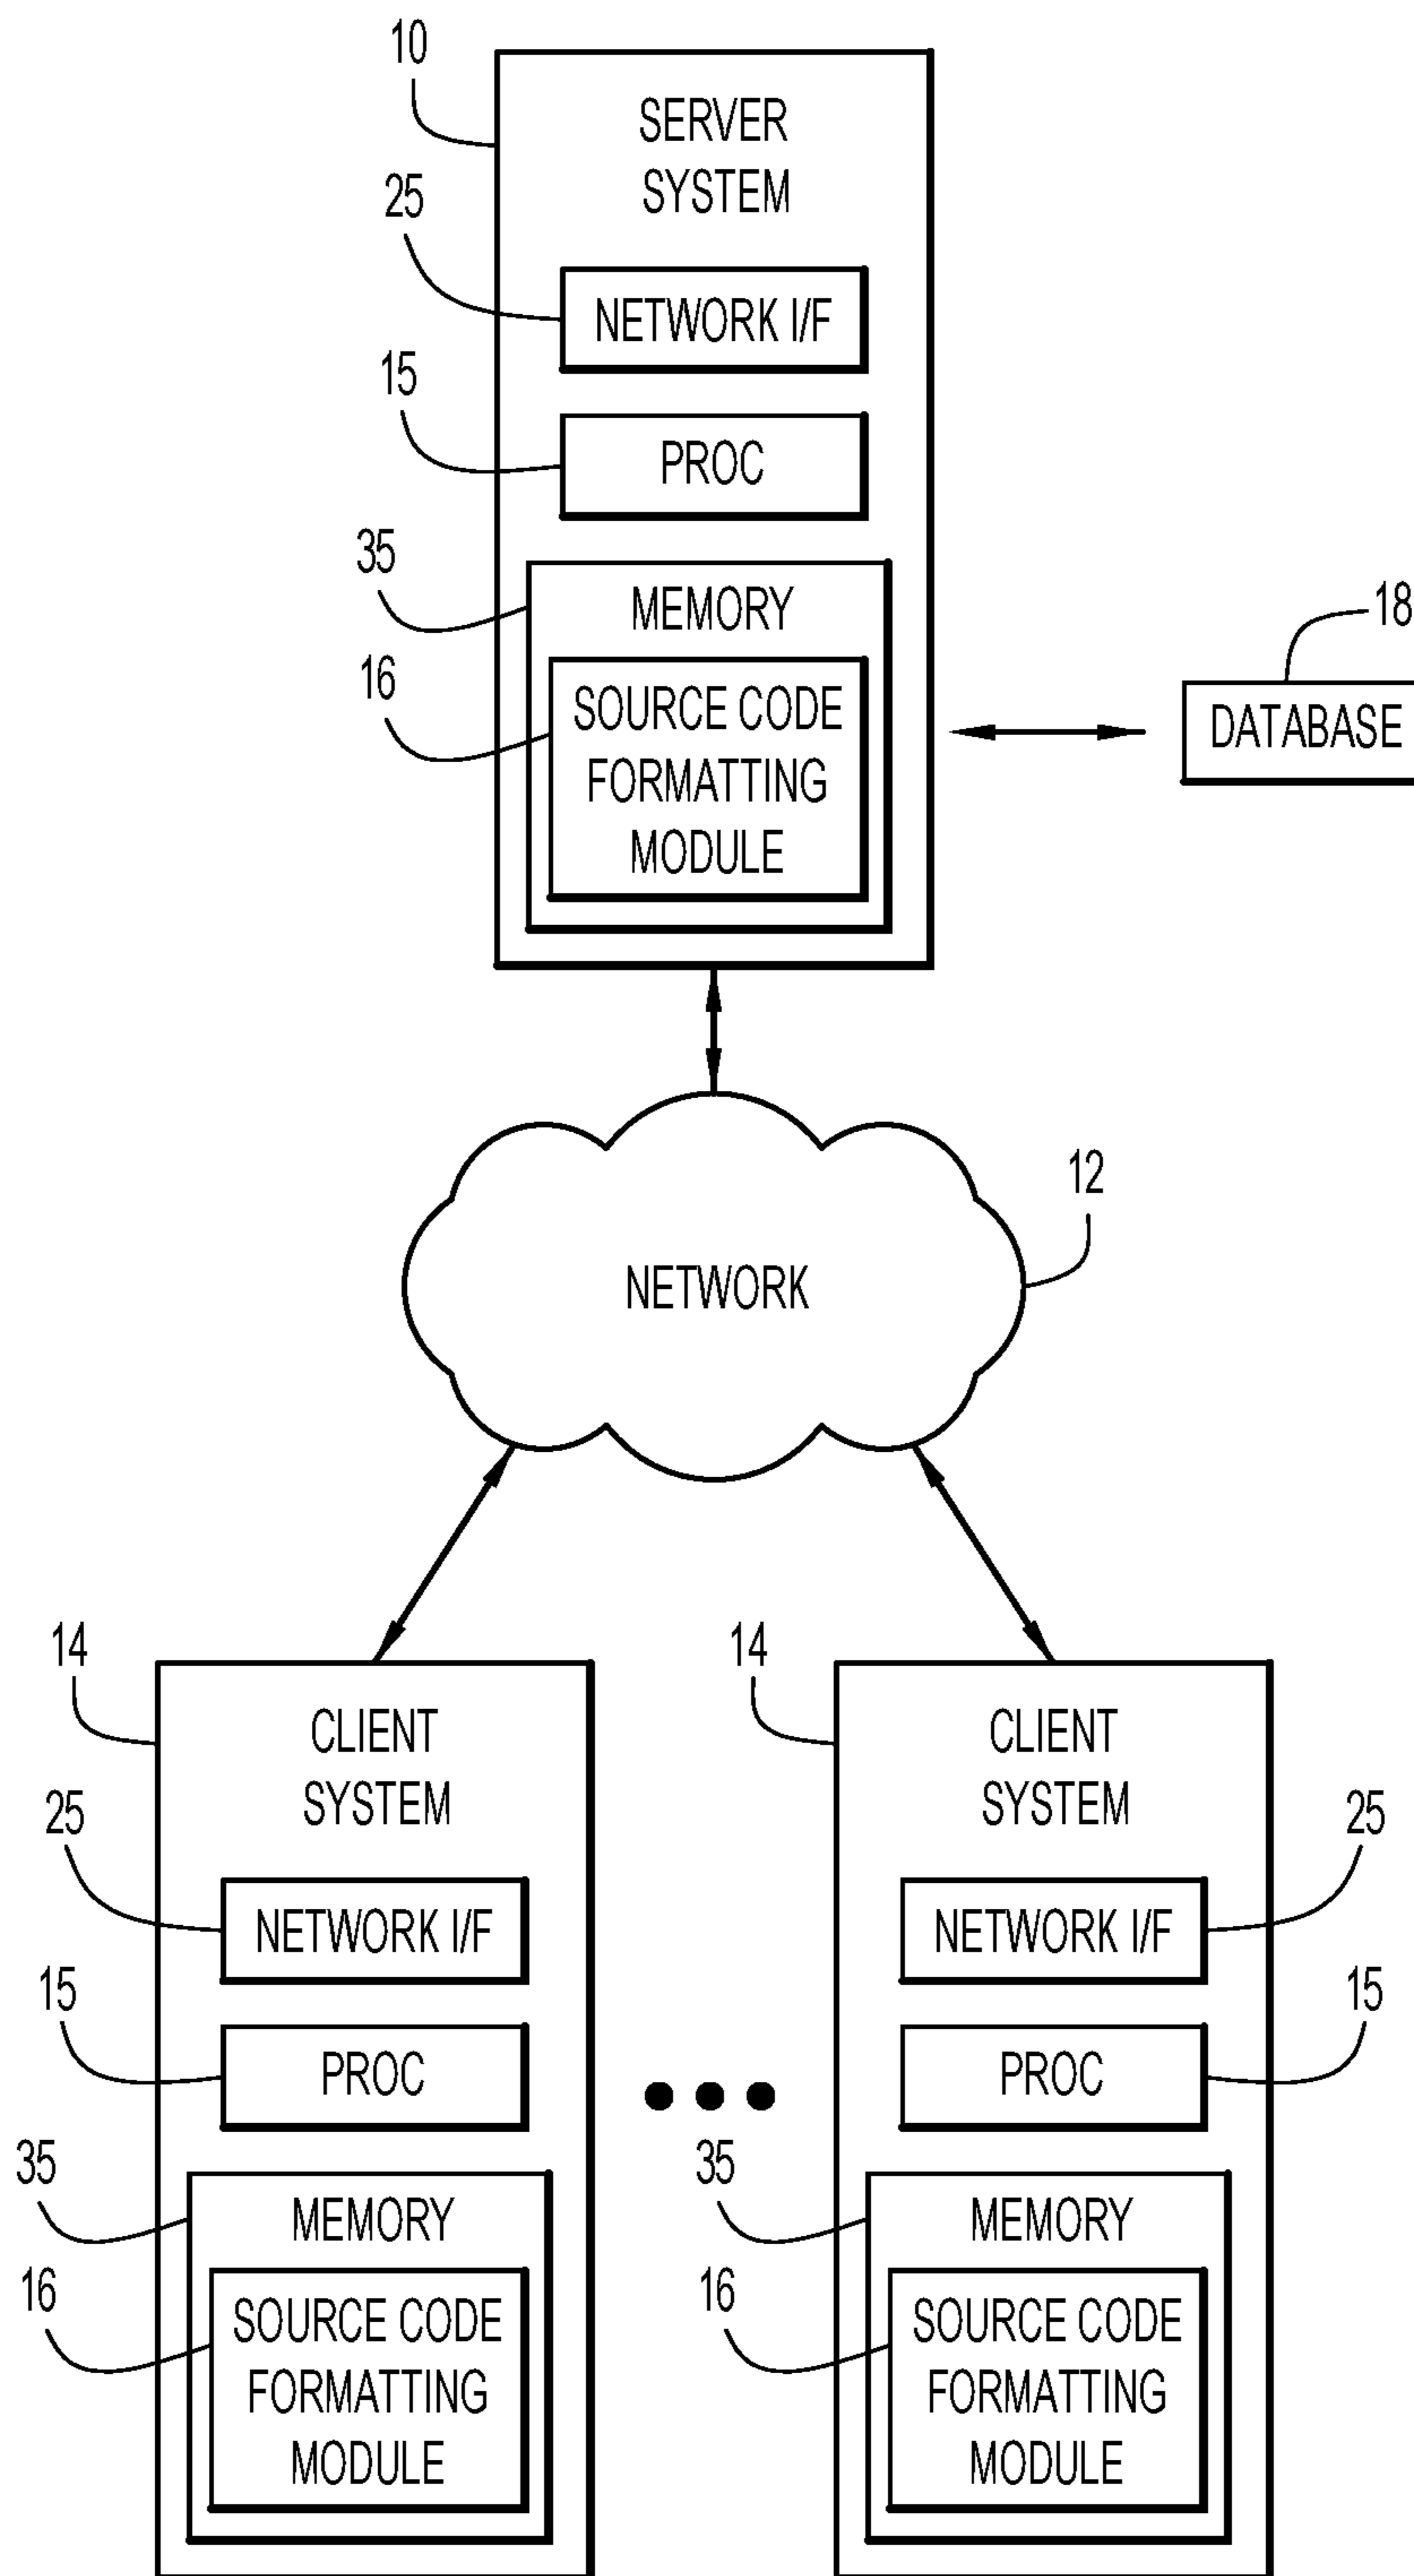 10
SERVER
SYSTEM
25
NETWORK I/F
15
PROC
35
MEMORY
16
SOURCE CODE
FORMATTING
MODULE
18
DATABASE
12
NETWORK
14
CLIENT
SYSTEM
25
NETWORK I/F
15
PROC
35
MEMORY
16
SOURCE CODE
FORMATTING
MODULE
14
CLIENT
SYSTEM
25
NETWORK I/F
15
PROC
35
MEMORY
16
SOURCE CODE
FORMATTING
MODULE